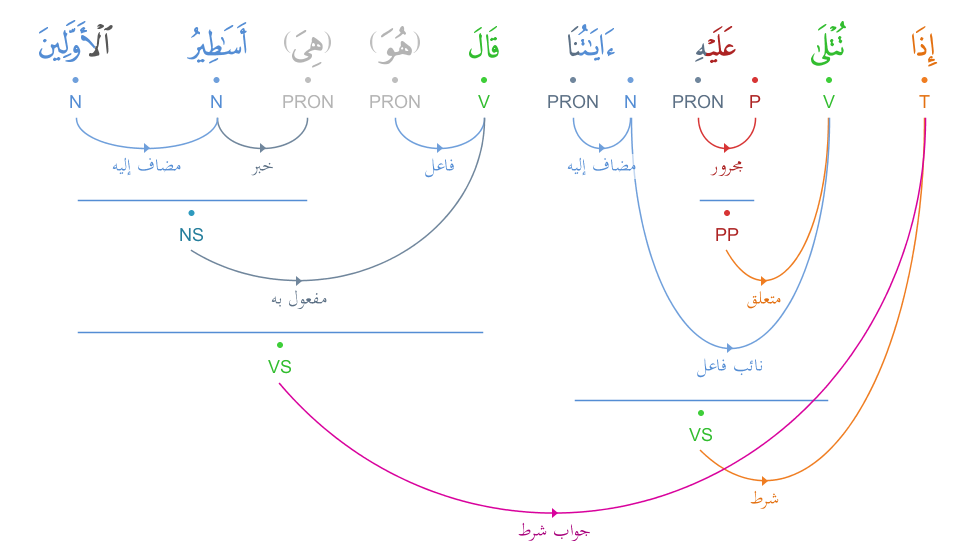 إِذَا تُتْلَىٰ عَلَيْهِ ءَايَـٰتُنَا قَالَ (هُوَ) (هِىَ) أَسَـٰطِيرُ ٱلْأَوَّلِينَ
T V P PRON N PRON V PRON PRON N N
مجرور مضاف إليه فاعل خبر مضاف إليه
PP NS
متعلق مفعول به
VS
نائب فاعل
VS
شرط
جواب شرط